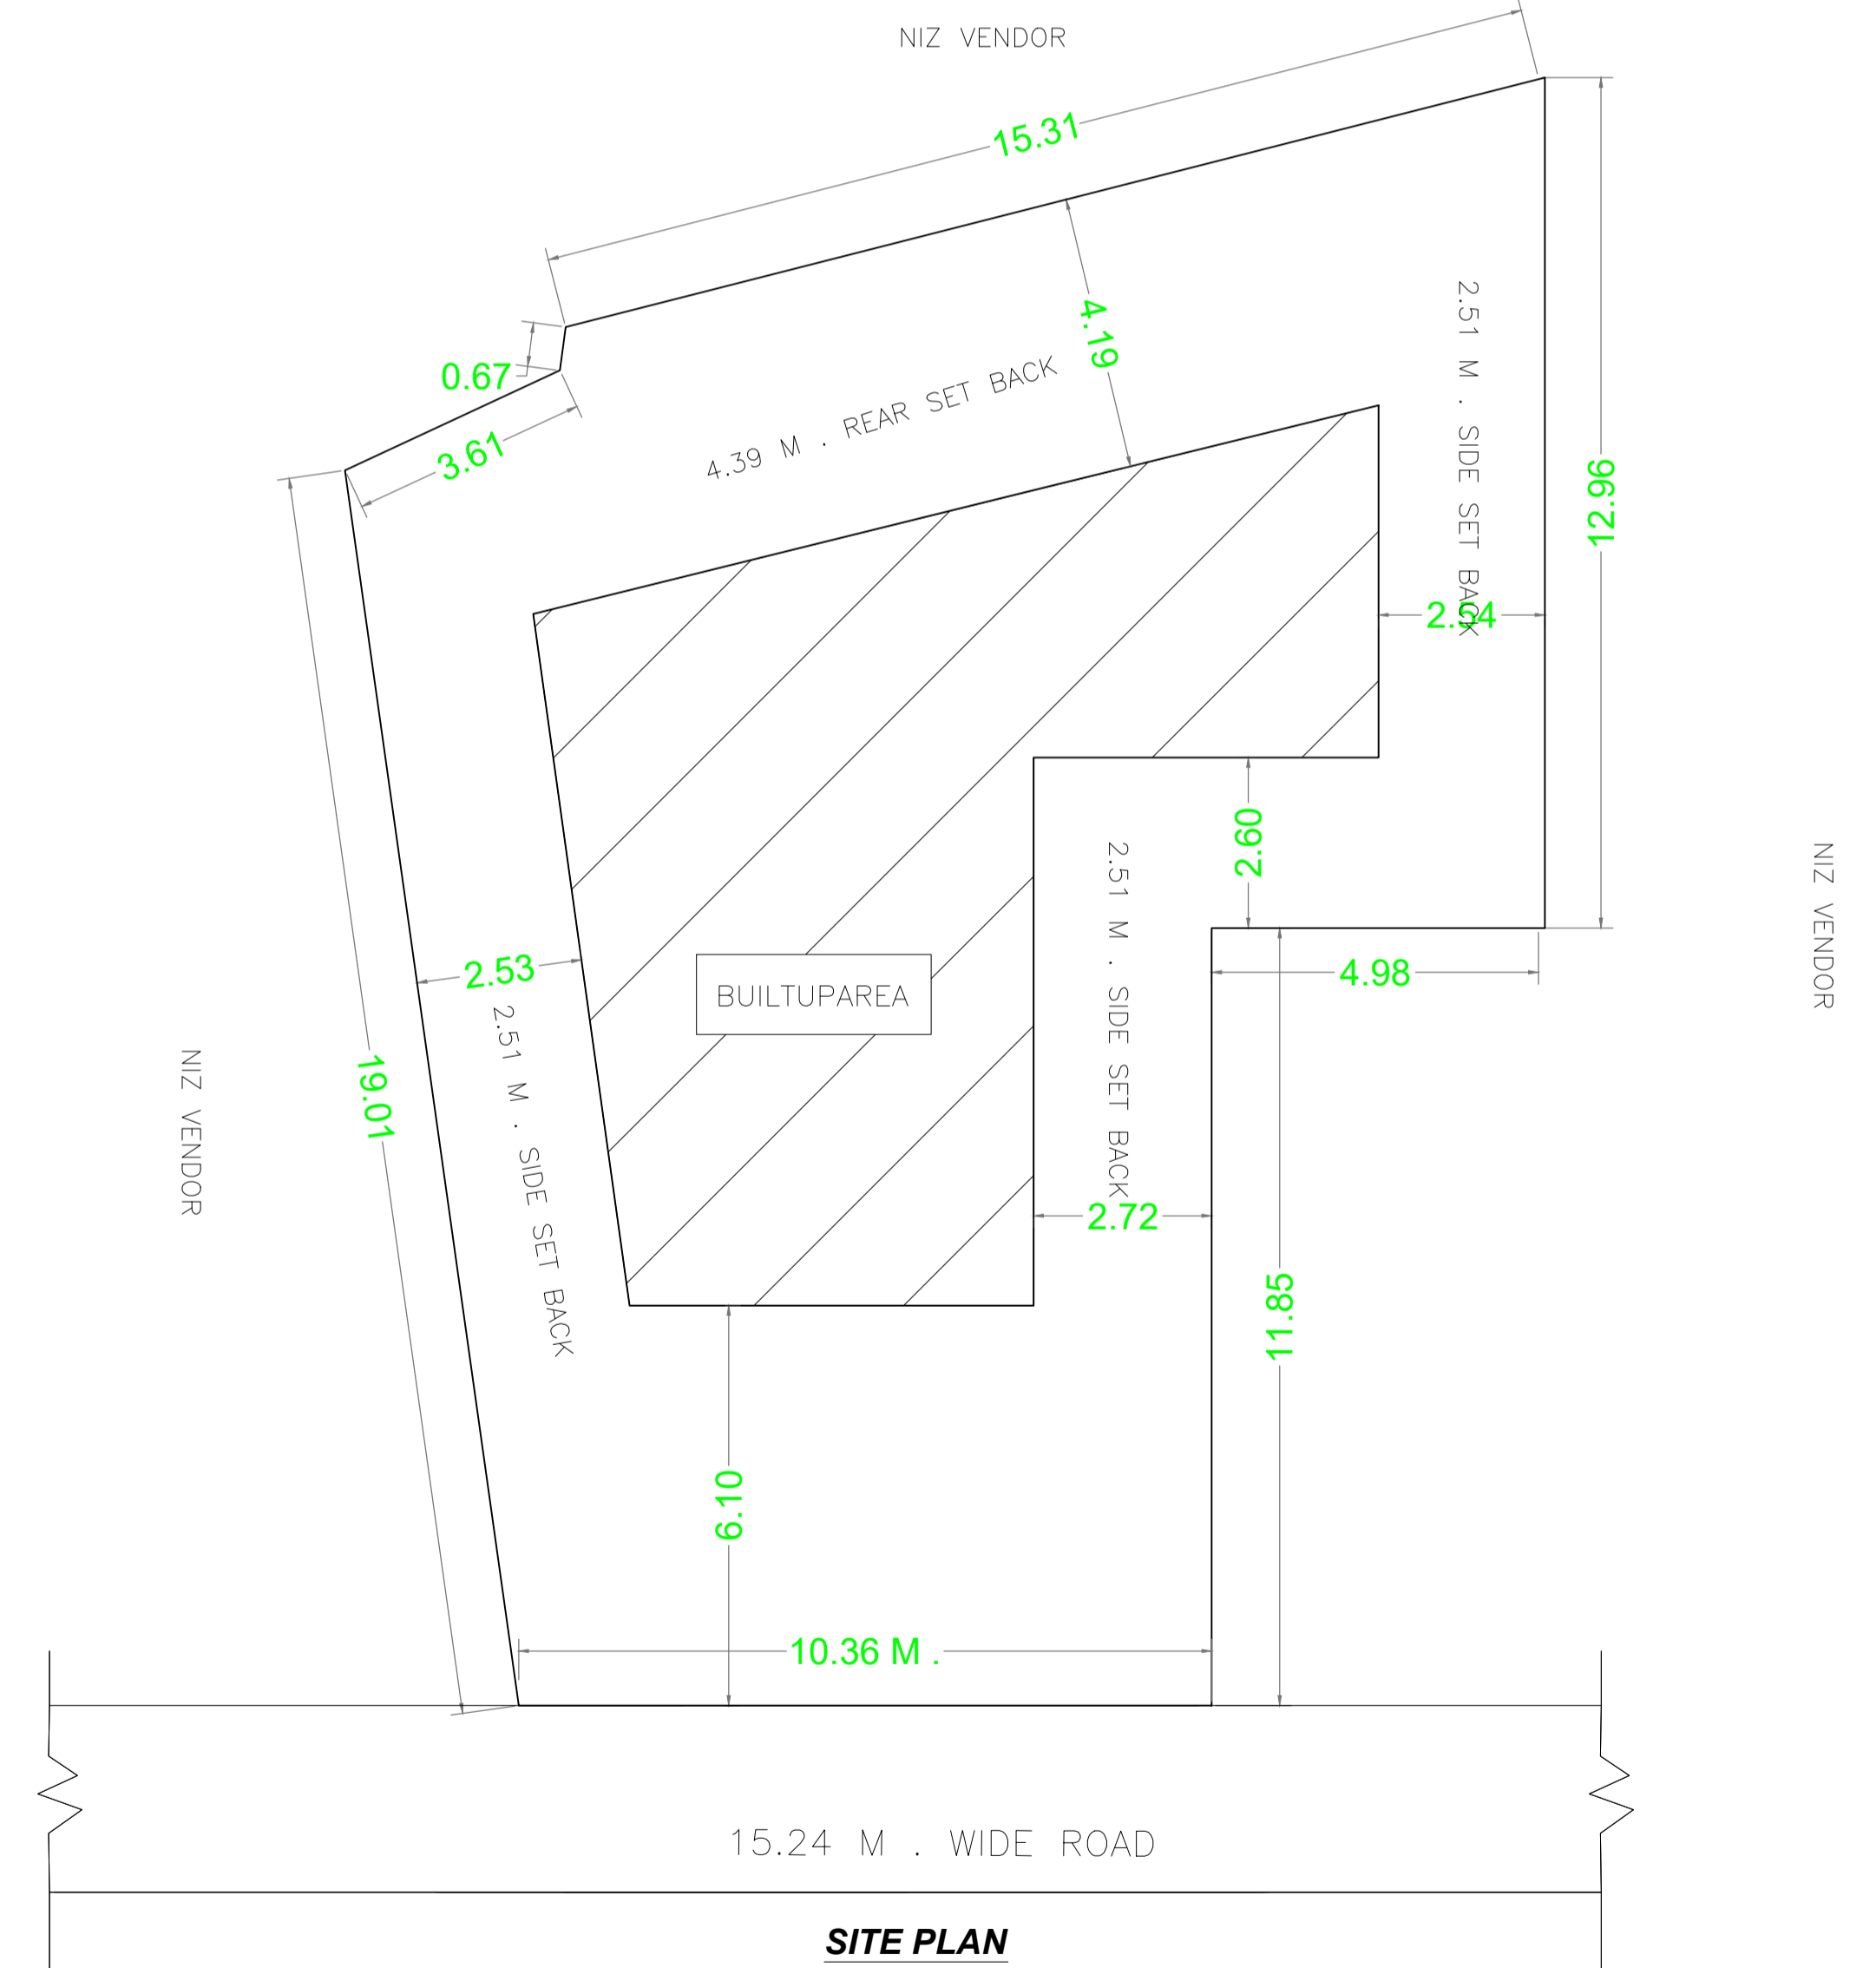 NIZ VENDOR
15.31
4.19
0.67
3.61
4.39 M . REAR SET BACK
2.51 M . SIDE SET BACK
12.96
2.54
2.60
2.51 M . SIDE SET BACK
NIZ VENDOR
4.98
2.53
BUILTUPAREA
2.51 M . SIDE SET BACK
19.01
NIZ VENDOR
2.72
11.85
6.10
10.36 M .
15.24 M . WIDE ROAD
SITE PLAN